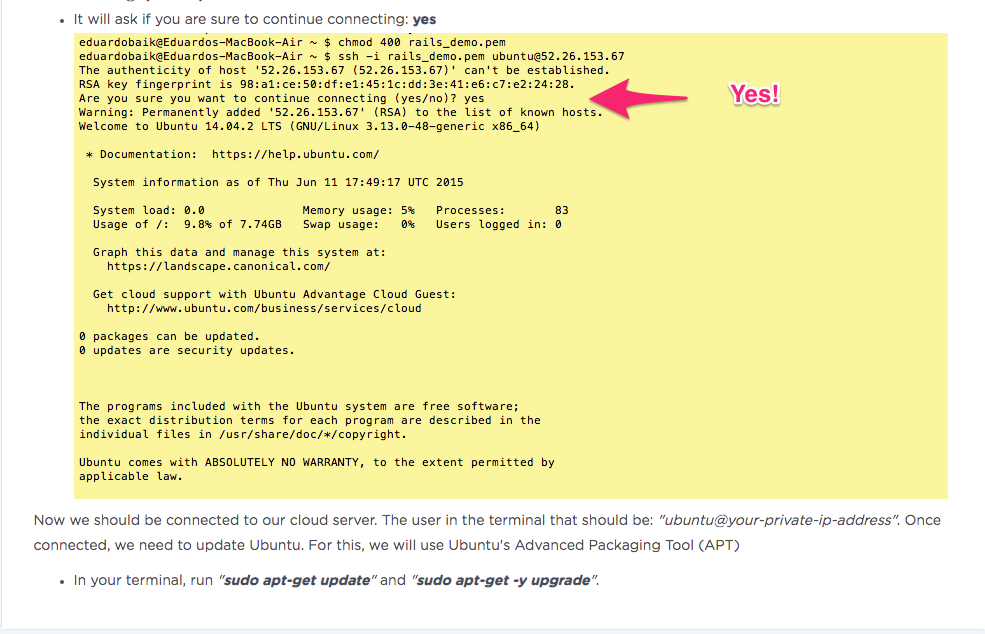 It will ask if you are sure to continue connecting: yes
eduardobaik@Eduardos-MacBook-Air ~ $ chmod 400 rails_demo.pem
eduardobaik@Eduardos-MacBook-Air ~ $ ssh -i rails_demo.pem ubuntu@52.26.153.67
The authenticity of host '52.26.153.67 (52.26.153.67)' can't be established.
RSA key fingerprint is 98:a1:ce:50:df:e1:45:1c:dd:3e:41:e6:c7:e2:24:28.
Are you sure you want to continue connecting (yes/no)? yes
Yes!
Warning: Permanently added '52.26.153.67' (RSA) to the list of known hosts.
Welcome to Ubuntu 14.04.2 LTS (GNU/Linux 3.13.0-48-generic x86_64)
* Documentation: https://help.ubuntu.com/
System information as of Thu Jun 11 17:49:17 UTC 2015
System load: 0.0 Memory usage: 5% Processes: 83
Usage of /: 9.8% of 7.74GB Swap usage: 0% Users logged in: 0
Graph this data and manage this system at:
https://landscape.canonical.com/
Get cloud support with Ubuntu Advantage Cloud Guest:
http://www.ubuntu.com/business/services/cloud
0 packages can be updated.
0 updates are security updates.
The programs included with the Ubuntu system are free software;
the exact distribution terms for each program are described in the
individual files in /usr/share/doc/*/copyright.
Ubuntu comes with ABSOLUTELY NO WARRANTY, to the extent permitted by
applicable law.
Now we should be connected to our cloud server. The user in the terminal that should be: "ubuntu@your-private-ip-address". Once
connected, we need to update Ubuntu. For this, we will use Ubuntu's Advanced Packaging Tool (APT)
In your terminal, run "sudo apt-get update" and "sudo apt-get -y upgrade".